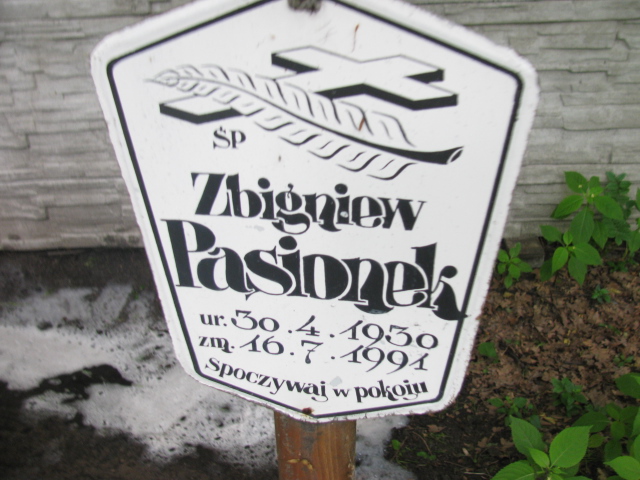 ŚP
Zbigniew
Pasionek
ur. 30.4.1930
zm. 16.7.1991
Spoczywaj w pokoju